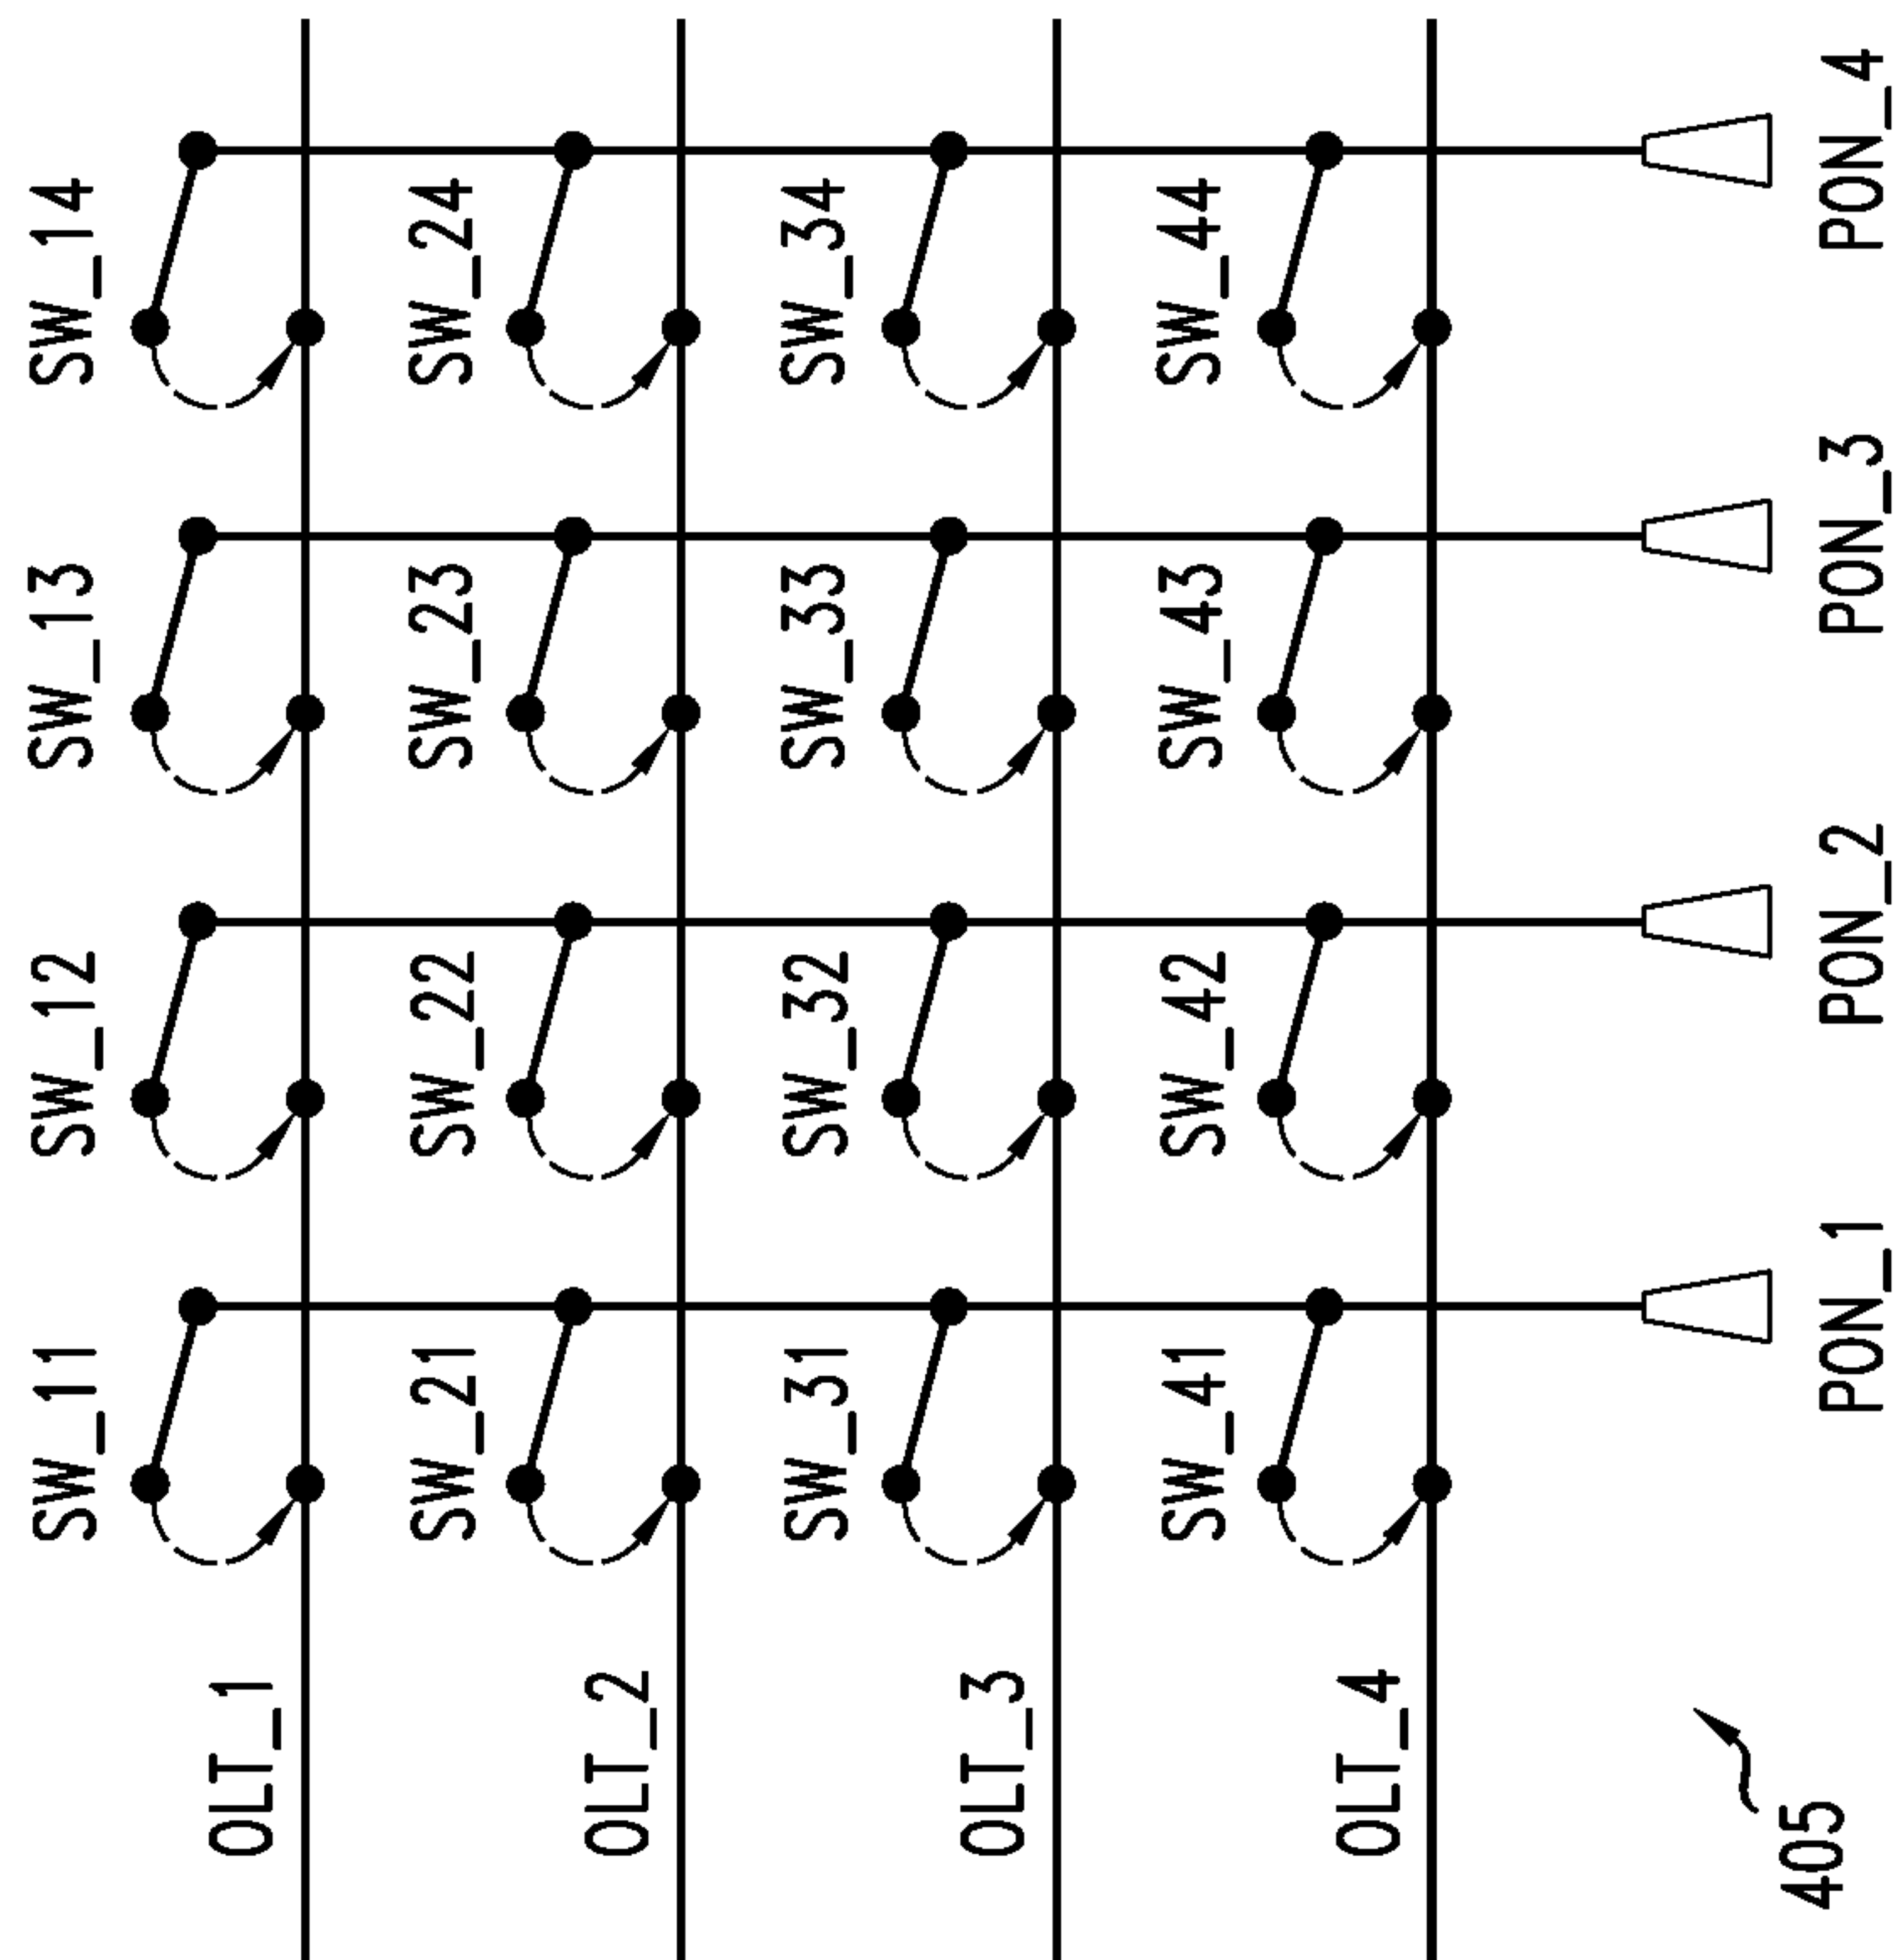 SW_11
SW_12
SW_13
SW_14
OLT_1
SW_21
SW_22
SW_23
SW_24
OLT_2
SW_31
SW_32
SW_33
SW_34
OLT_3
SW_41
SW_42
SW_43
SW_44
OLT_4
405
PON_1
PON_2
PON_3
PON_4